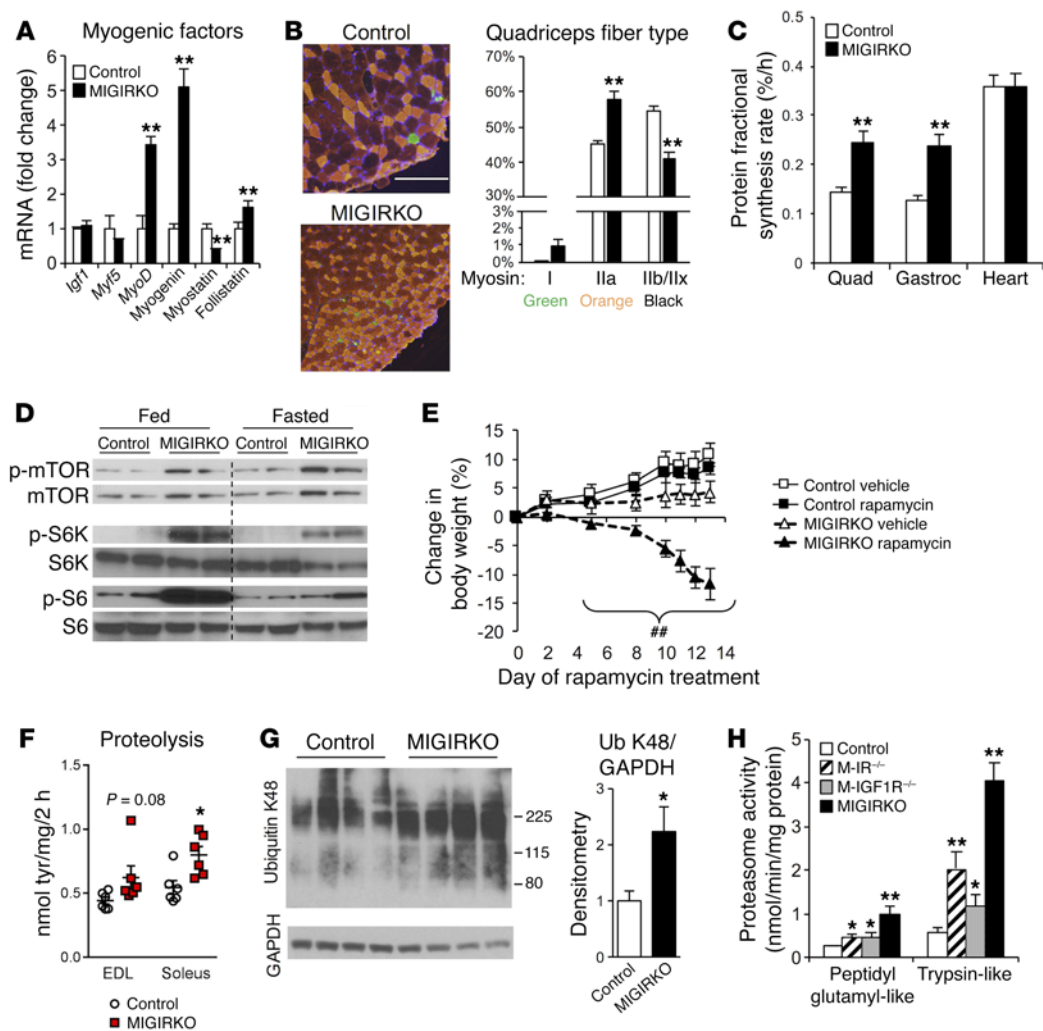 A
Myogenic factors
Control
MIGIRKO
mRNA (fold change)
6
5
4
3
2
1
0
**
**
**
**
Igf1
Myf5
MyoD
Myogenin
Myostatin
Follistatin
B
Control
MIGIRKO
Quadriceps fiber type
70%
60%
50%
40%
3%
2%
1%
0%
**
**
Myosin: I IIa IIb/IIx
Green Orange Black
C
Control
MIGIRKO
Protein fractional
synthesis rate (%/h)
0.5
0.4
0.3
0.2
0.1
0
**
**
Quad Gastroc Heart
D
Fed Fasted
Control MIGIRKO Control MIGIRKO
p-mTOR
mTOR
p-S6K
S6K
p-S6
S6
E
Change in
body weight (%)
15
10
5
0
-5
-10
-15
-20
##
0 2 4 6 8 10 12 14
Day of rapamycin treatment
Control vehicle
Control rapamycin
MIGIRKO vehicle
MIGIRKO rapamycin
F
Proteolysis
nmol tyr/mg/2 h
1.5
1.0
0.5
0.0
P = 0.08
*
EDL Soleus
Control
MIGIRKO
G
Control MIGIRKO
Ubiquitin K48
225
115
80
GAPDH
Ub K48/
GAPDH
Densitometry
3
2
1
0
*
Control
MIGIRKO
H
Control
M-IR–/–
M-IGF1R–/–
MIGIRKO
Proteasome activity
(nmol/min/mg protein)
5
4
3
2
1
0
*
*
**
**
*
**
Peptidyl
glutamyl-like
Trypsin-like